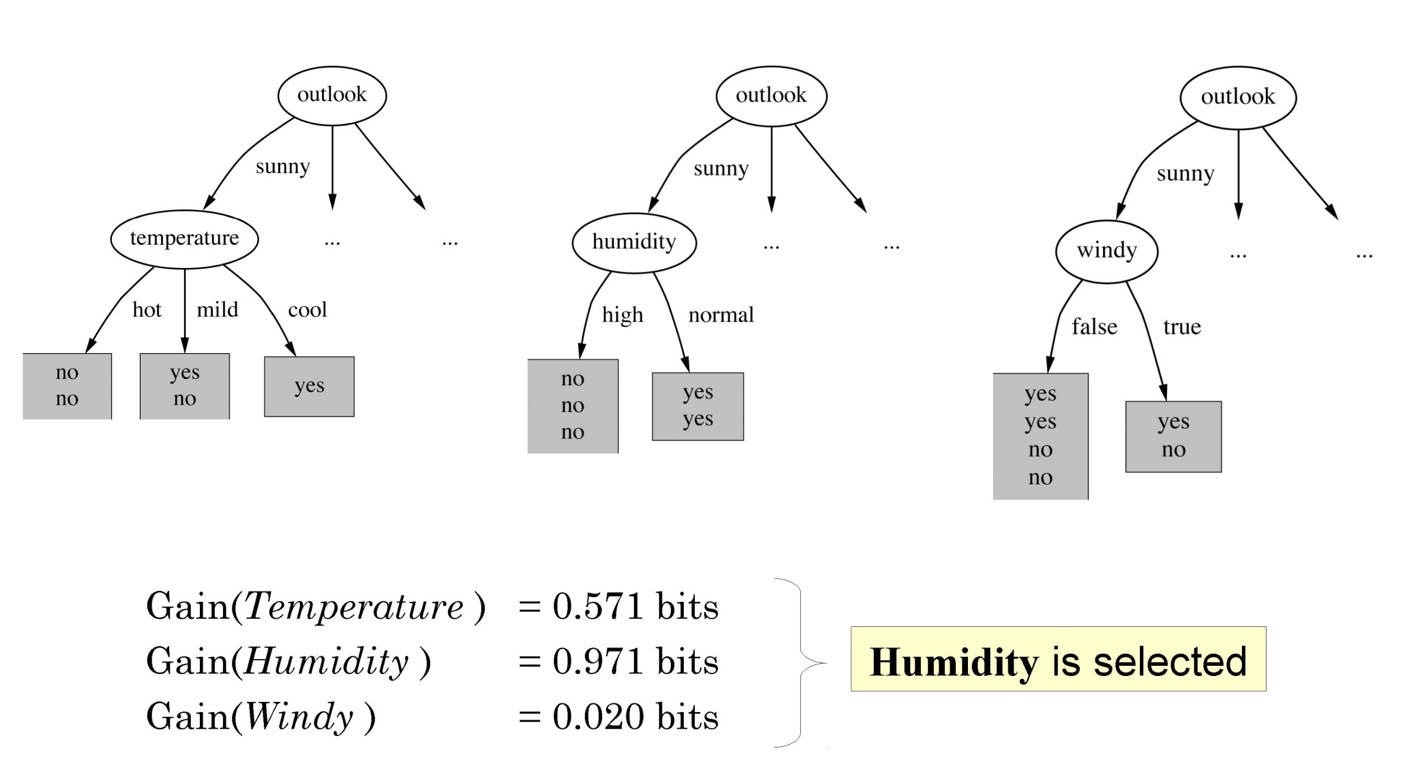 outlook
sunny
temperature
...
...
hot
mild
cool
no
no
yes
no
yes
outlook
sunny
humidity
...
...
high
normal
no
no
no
yes
yes
outlook
sunny
windy
...
...
false
true
yes
yes
no
no
yes
no
Gain(Temperature ) = 0.571 bits
Gain(Humidity ) = 0.971 bits
Gain(Windy ) = 0.020 bits
Humidity is selected